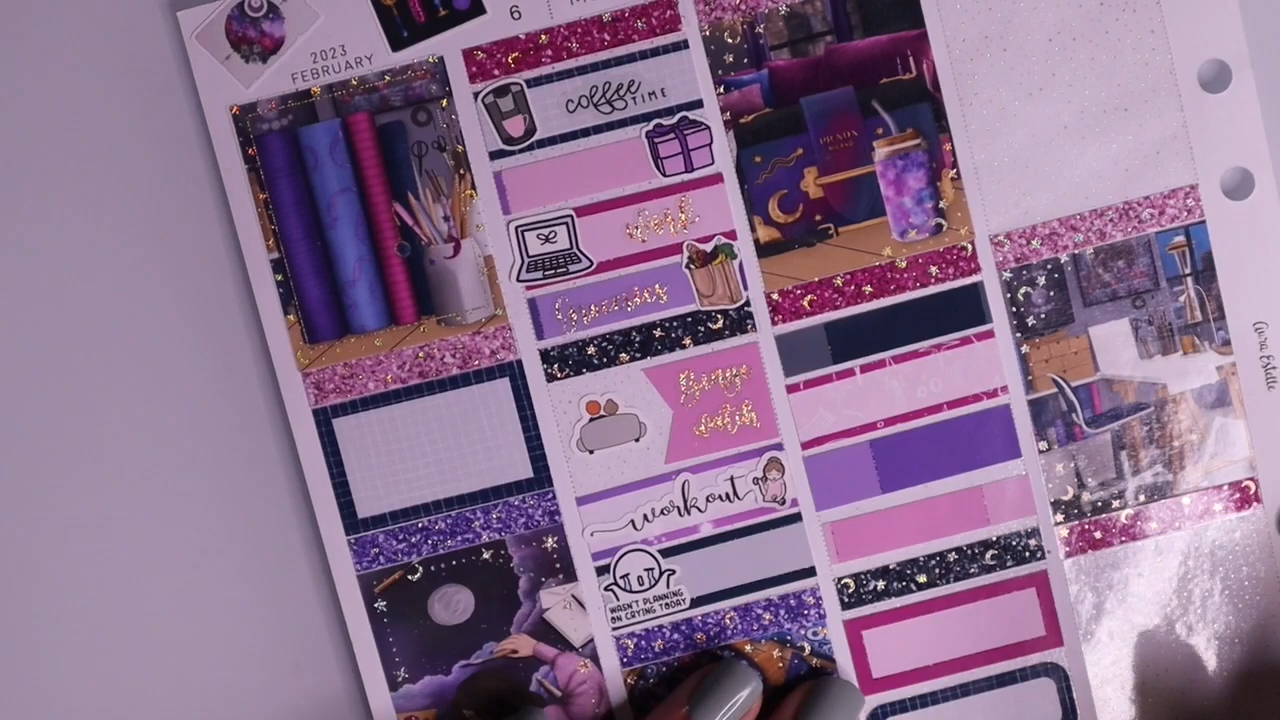 6
2023
FEBRUARY
coffee
TIME
PRADA
MILANO
work
Groceries
Binge
watch
workout
WASN'T PLANNING
ON CRYING TODAY
Aura Estelle